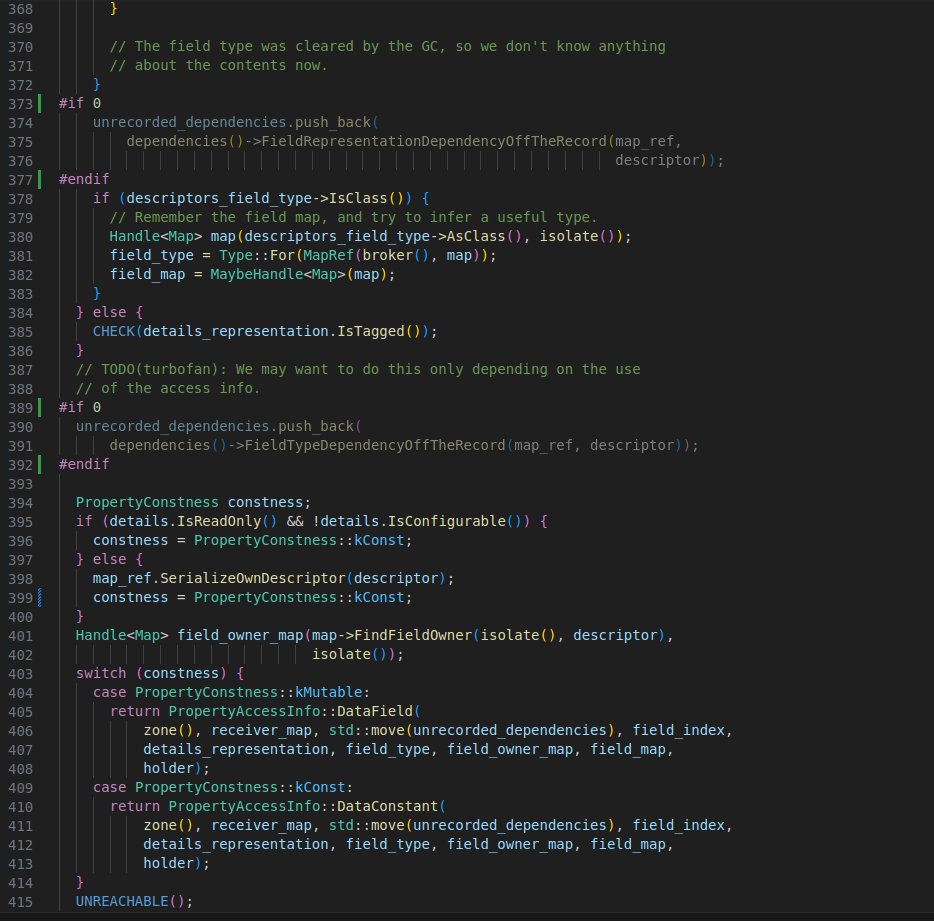 368 }
369
370 // The field type was cleared by the GC, so we don't know anything
371 // about the contents now.
372 }
373 #if 0
374 unrecorded_dependencies.push_back(
375 dependencies()->FieldRepresentationDependencyOffTheRecord(map_ref,
376 descriptor));
377 #endif
378 if (descriptors_field_type->IsClass()) {
379 // Remember the field map, and try to infer a useful type.
380 Handle<Map> map(descriptors_field_type->AsClass(), isolate());
381 field_type = Type::For(MapRef(broker(), map));
382 field_map = MaybeHandle<Map>(map);
383 }
384 } else {
385 CHECK(details_representation.IsTagged());
386 }
387 // TODO(turbofan): We may want to do this only depending on the use
388 // of the access info.
389 #if 0
390 unrecorded_dependencies.push_back(
391 dependencies()->FieldTypeDependencyOffTheRecord(map_ref, descriptor));
392 #endif
393
394 PropertyConstness constness;
395 if (details.IsReadOnly() && !details.IsConfigurable()) {
396 constness = PropertyConstness::kConst;
397 } else {
398 map_ref.SerializeOwnDescriptor(descriptor);
399 constness = PropertyConstness::kConst;
400 }
401 Handle<Map> field_owner_map(map->FindFieldOwner(isolate(), descriptor),
402 isolate());
403 switch (constness) {
404 case PropertyConstness::kMutable:
405 return PropertyAccessInfo::DataField(
406 zone(), receiver_map, std::move(unrecorded_dependencies), field_index,
407 details_representation, field_type, field_owner_map, field_map,
408 holder);
409 case PropertyConstness::kConst:
410 return PropertyAccessInfo::DataConstant(
411 zone(), receiver_map, std::move(unrecorded_dependencies), field_index,
412 details_representation, field_type, field_owner_map, field_map,
413 holder);
414 }
415 UNREACHABLE();